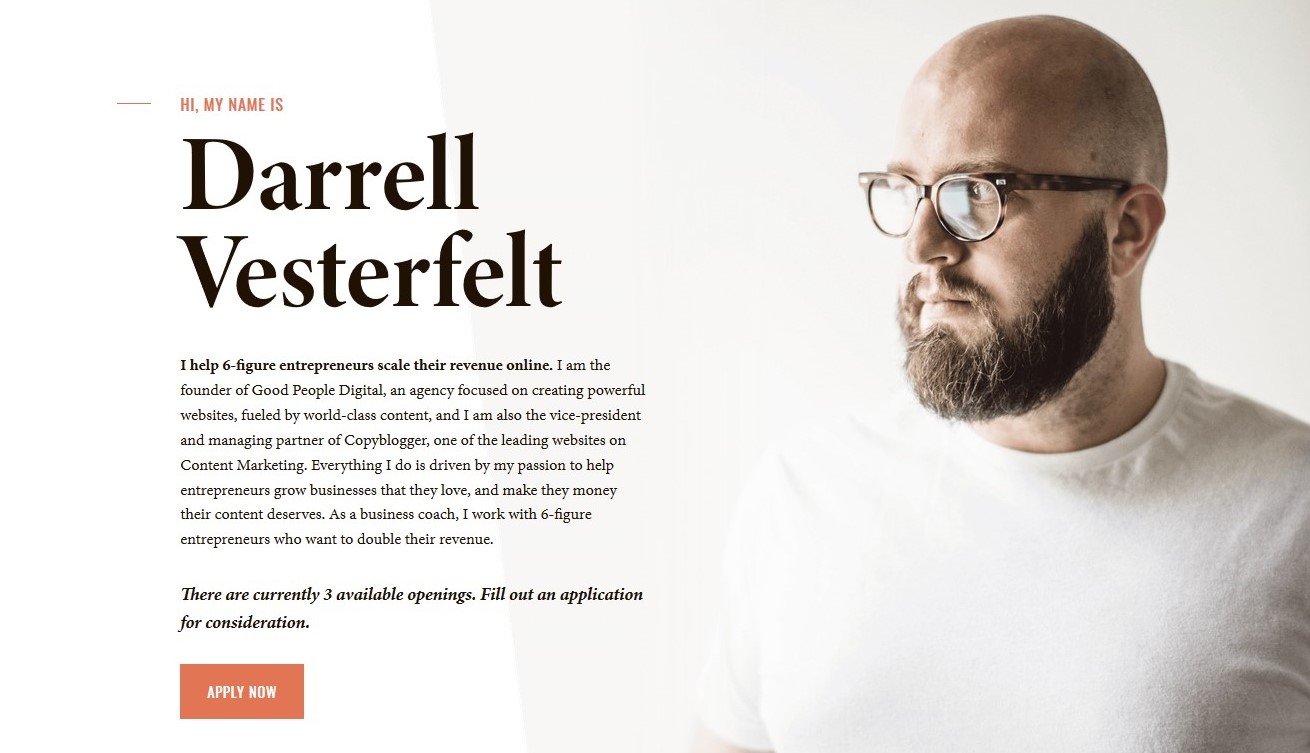 HI, MY NAME IS
Darrell
Vesterfelt
I help 6-figure entrepreneurs scale their revenue online. I am the
founder of Good People Digital, an agency focused on creating powerful
websites, fueled by world-class content, and I am also the vice-president
and managing partner of Copyblogger, one of the leading websites on
Content Marketing. Everything I do is driven by my passion to help
entrepreneurs grow businesses that they love, and make they money
their content deserves. As a business coach, I work with 6-figure
entrepreneurs who want to double their revenue.
There are currently 3 available openings. Fill out an application
for consideration.
APPLY NOW